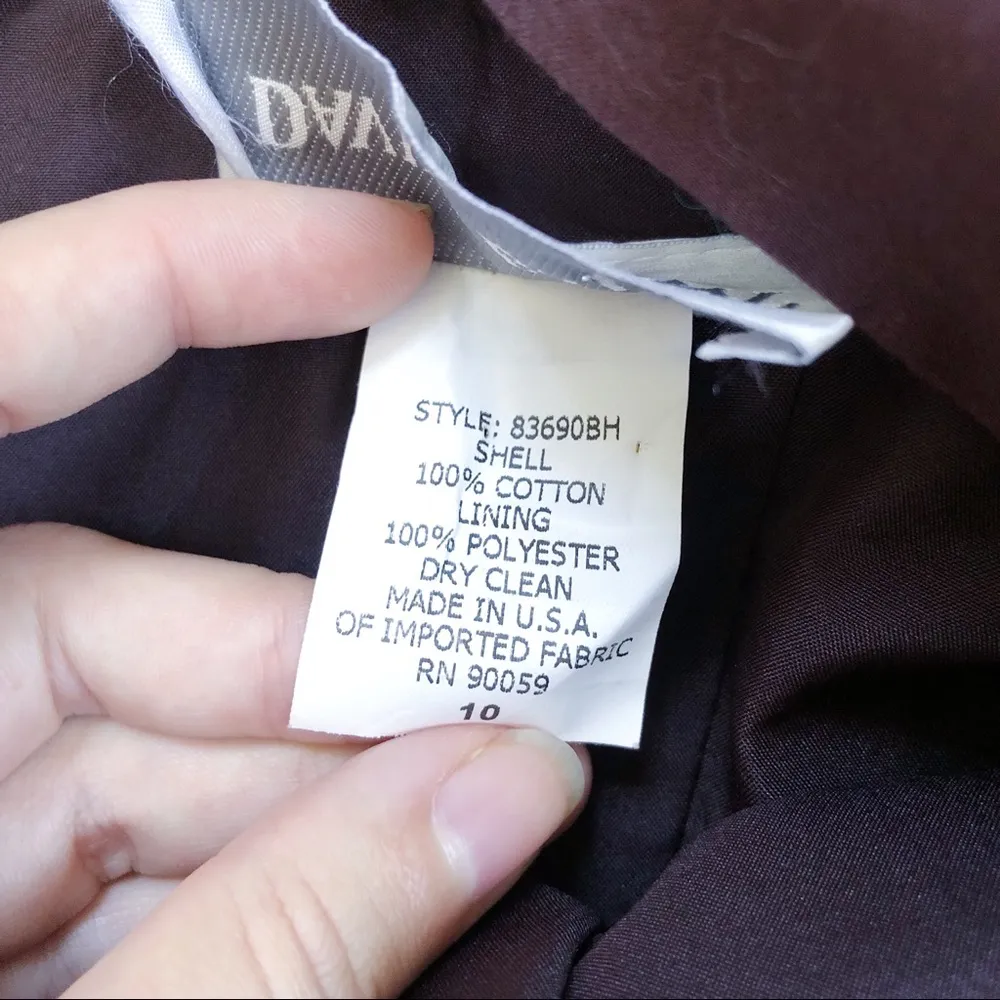 STYLE: 83690BH
SHELL
100% COTTON
LINING
100% POLYESTER
DRY CLEAN
MADE IN U.S.A.
OF IMPORTED FABRIC
RN 90059
10